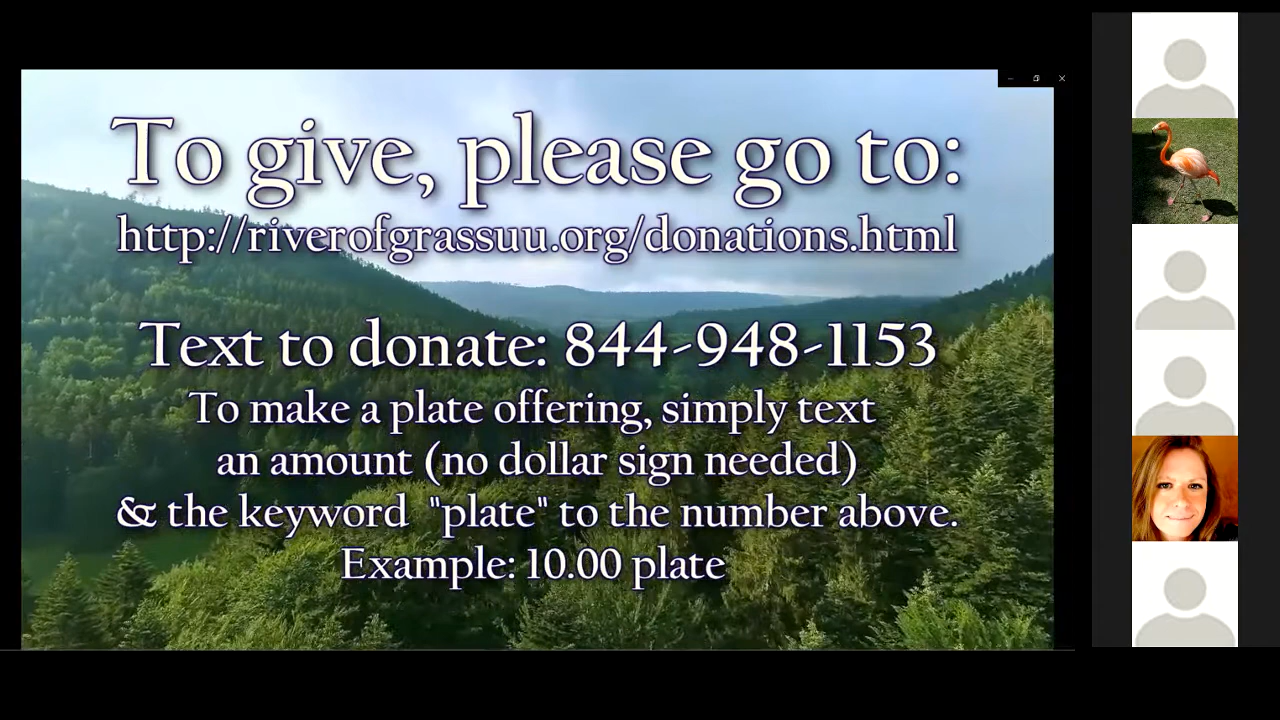 To give, please go to:
http://riverofgrassuu.org/donations.html
Text to donate: 844-948-1153
To make a plate offering, simply text
an amount (no dollar sign needed)
& the keyword "plate" to the number above.
Example: 10.00 plate